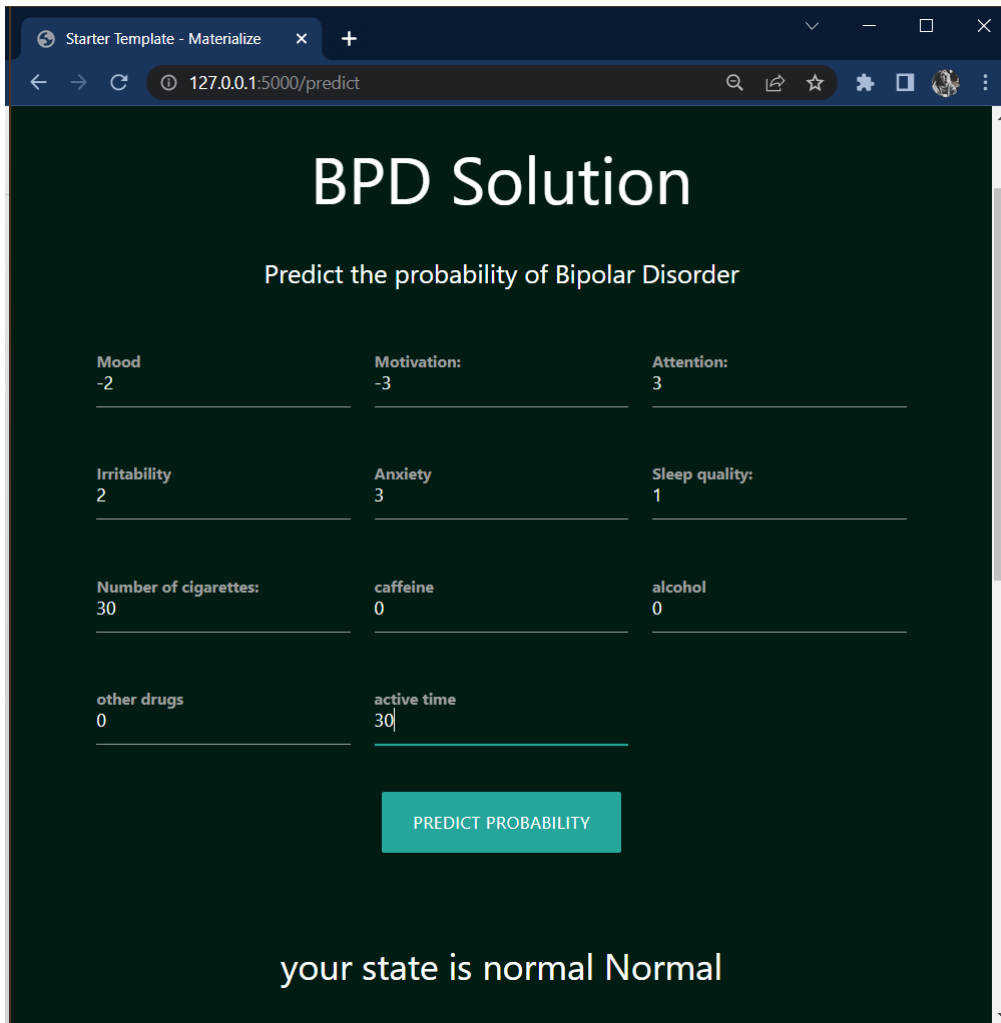 Starter Template - Materialize
127.0.0.1:5000/predict
BPD Solution
Predict the probability of Bipolar Disorder
Mood Motivation: Attention:
-2 -3 3
Irritability Anxiety Sleep quality:
2 3 1
Number of cigarettes: caffeine alcohol
30 0 0
other drugs active time
0 30
PREDICT PROBABILITY
your state is normal Normal